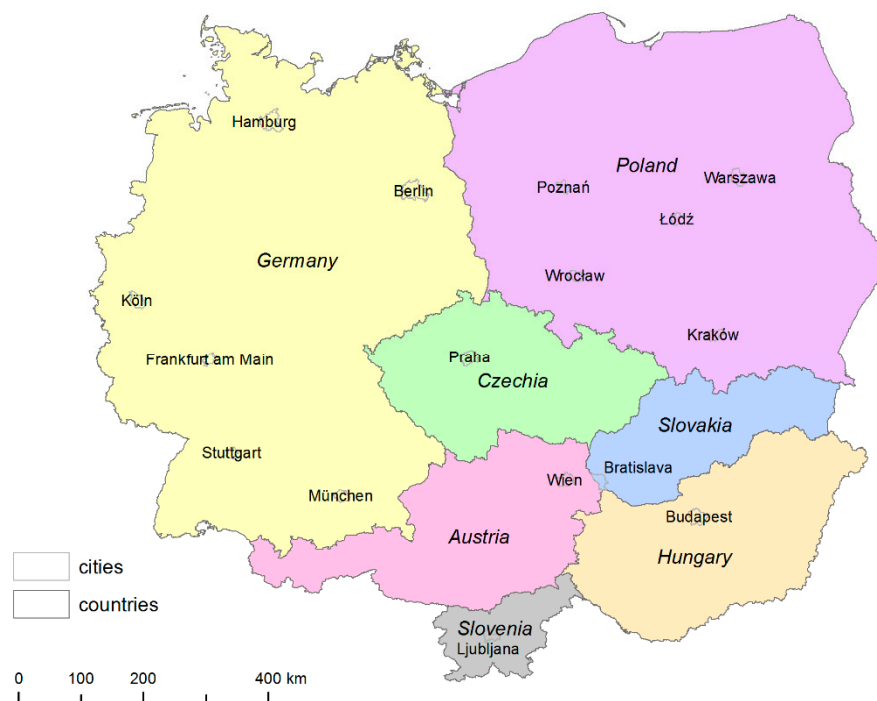 Hamburg
Berlin
Poznań
Poland
Warszawa
Łódź
Germany
Wrocław
Köln
Kraków
Frankfurt am Main
Praha
Czechia
Slovakia
Stuttgart
Bratislava
Wien
München
Budapest
Austria
Hungary
cities
countries
Slovenia
Ljubljana
0 100 200 400 km